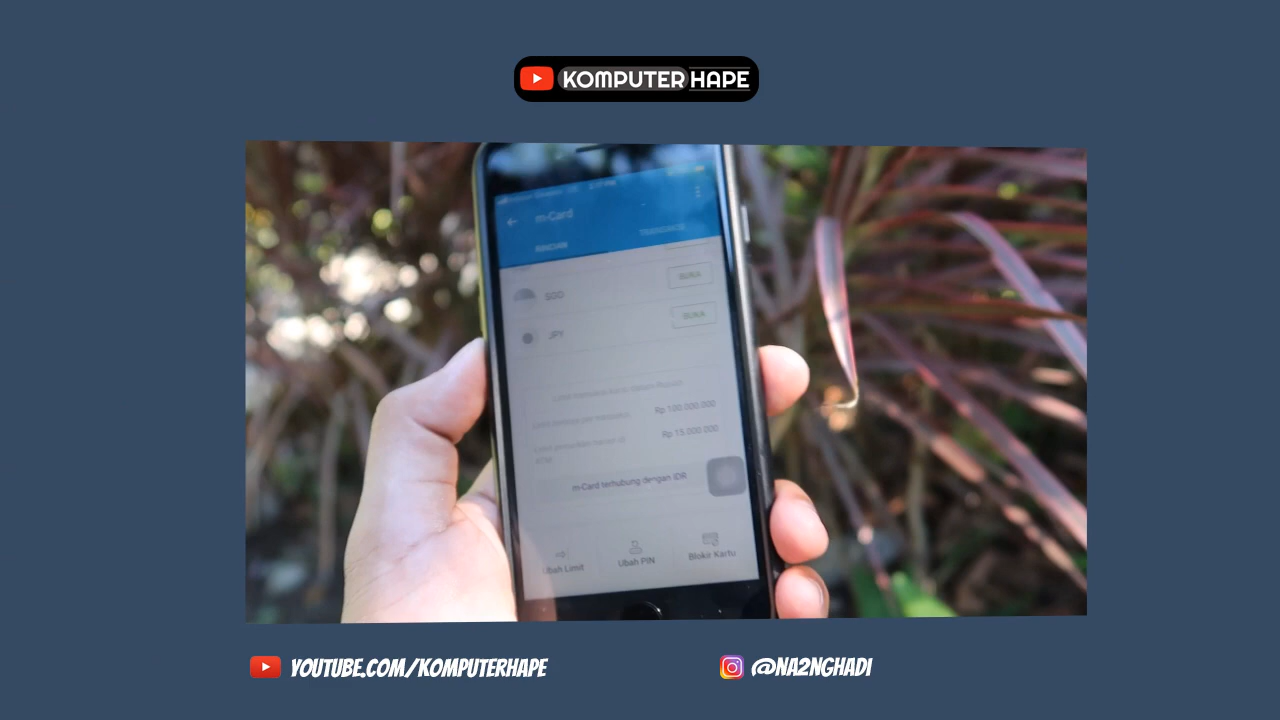 KOMPUTER HAPE
m-Card
RINCIAN
TRANSAKSI
BUKA
SGD
BUKA
JPY
Rp 100.000.000
Rp 15.000.000
m-Card terhubung dengan IDR
Ubah Limit
Ubah PIN
Blokir Kartu
YOUTUBE.COM/KOMPUTERHAPE
@NA2NGHADI